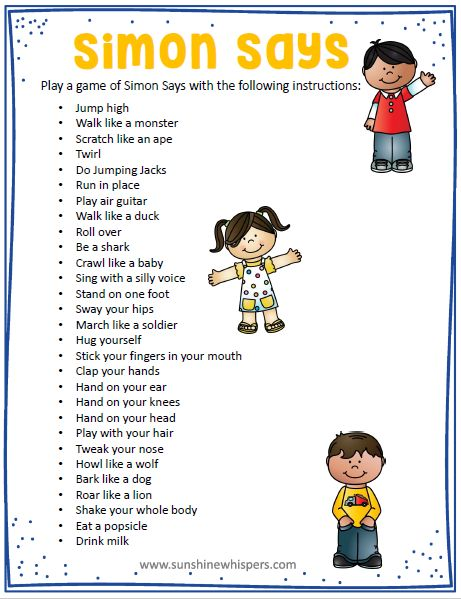 simon says
Play a game of Simon Says with the following instructions:
• Jump high
• Walk like a monster
• Scratch like an ape
• Twirl
• Do Jumping Jacks
• Run in place
• Play air guitar
• Walk like a duck
• Roll over
• Be a shark
• Crawl like a baby
• Sing with a silly voice
• Stand on one foot
• Sway your hips
• March like a soldier
• Hug yourself
• Stick your fingers in your mouth
• Clap your hands
• Hand on your ear
• Hand on your knees
• Hand on your head
• Play with your hair
• Tweak your nose
• Howl like a wolf
• Bark like a dog
• Roar like a lion
• Shake your whole body
• Eat a popsicle
• Drink milk
www.sunshinewhispers.com